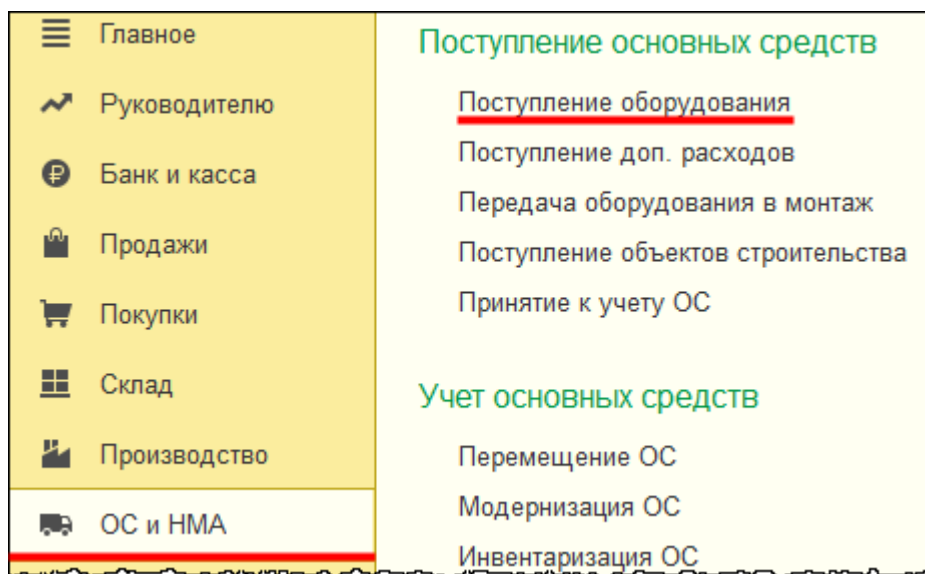 Главное
Руководителю
Банк и касса
Продажи
Покупки
Склад
Производство
ОС и НМА
Поступление основных средств
Поступление оборудования
Поступление доп. расходов
Передача оборудования в монтаж
Поступление объектов строительства
Принятие к учету ОС
Учет основных средств
Перемещение ОС
Модернизация ОС
Инвентаризация ОС